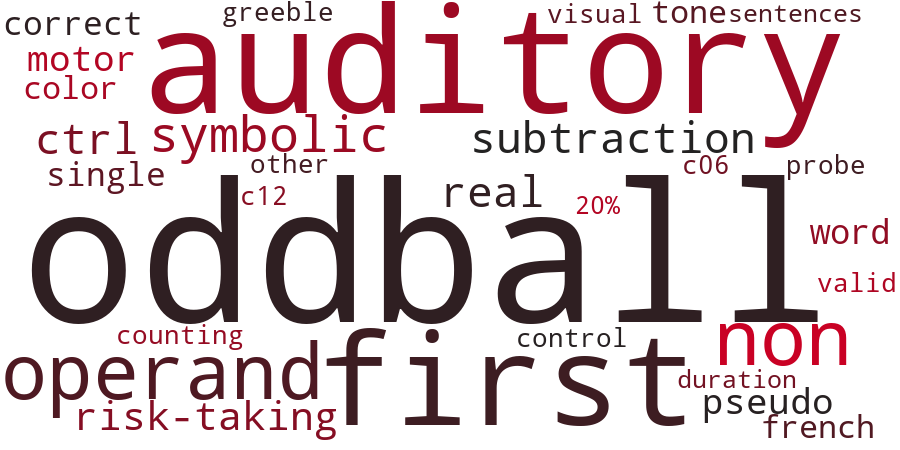 correct
greeble
visual
tone
sentences
motor
auditory
color
ctrl
symbolic
subtraction
single
other
c06
probe
c12
real
20%
oddball
word
valid
counting
control
non
operand
first
duration
risk-taking
pseudo
french